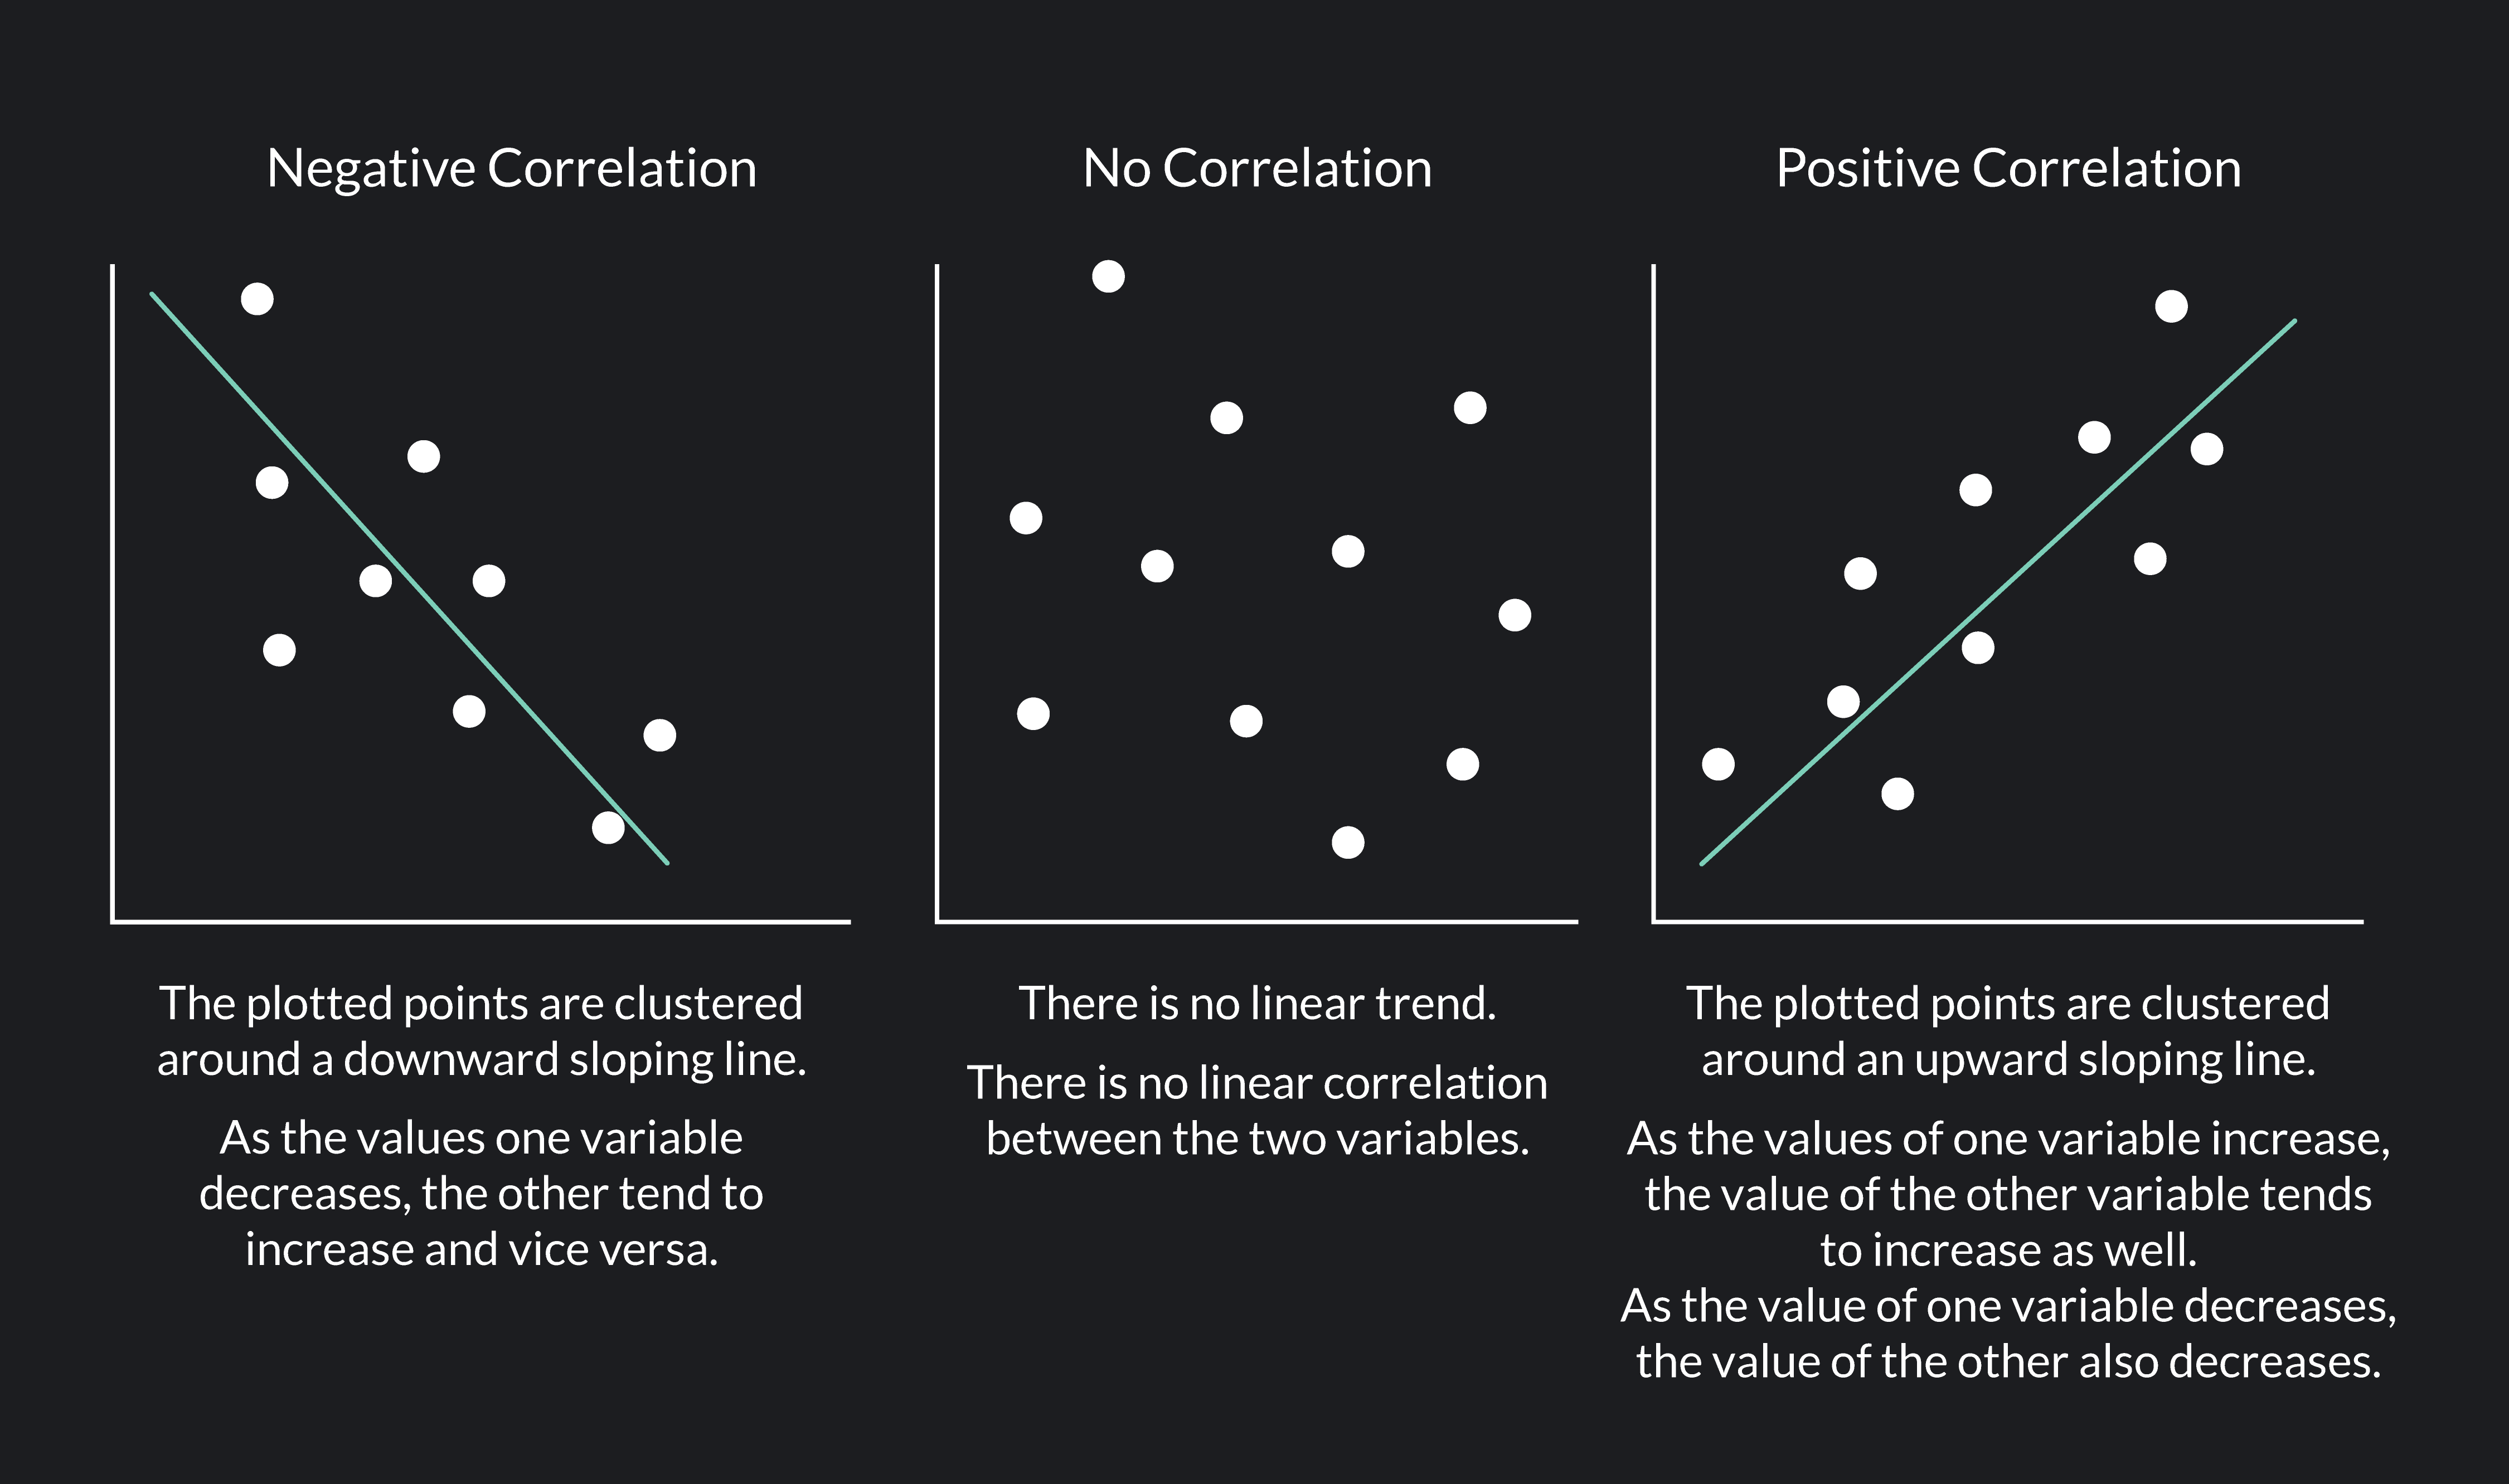 Negative Correlation
The plotted points are clustered
around a downward sloping line.
As the values one variable
decreases, the other tend to
increase and vice versa.
No Correlation
There is no linear trend.
There is no linear correlation
between the two variables.
Positive Correlation
The plotted points are clustered
around an upward sloping line.
As the values of one variable increase,
the value of the other variable tends
to increase as well.
As the value of one variable decreases,
the value of the other also decreases.